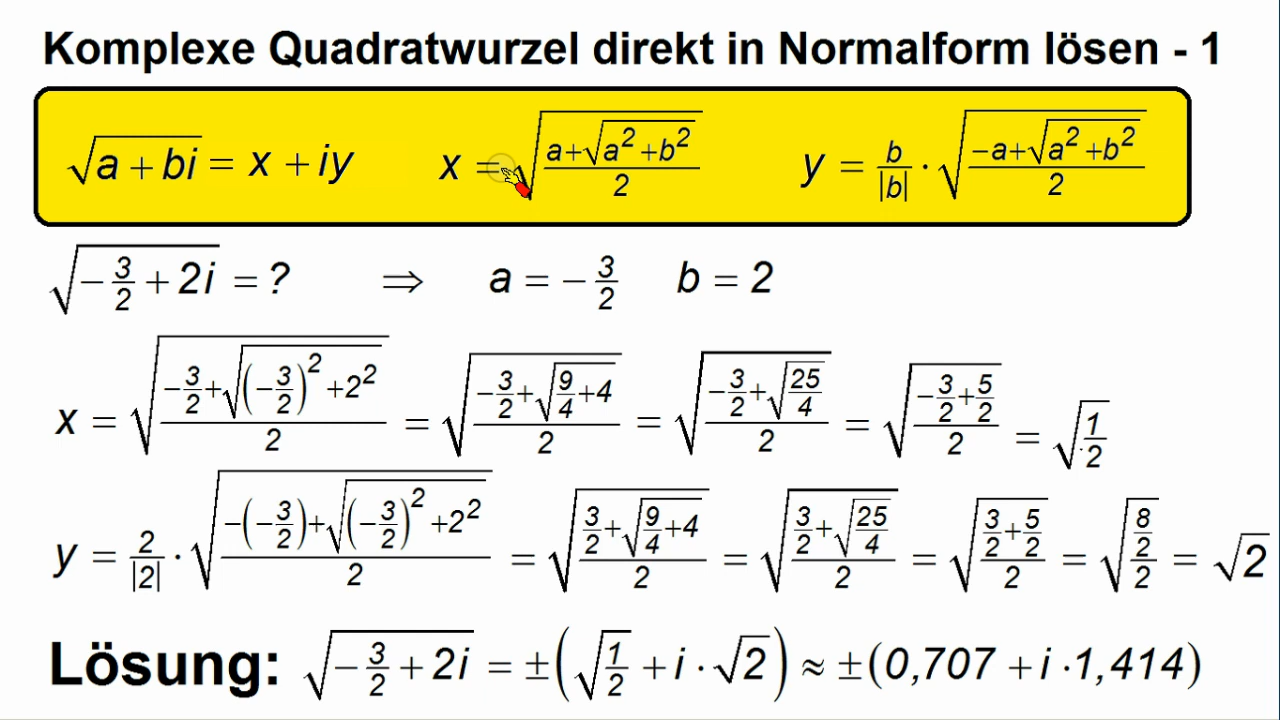 Komplexe Quadratwurzel direkt in Normalform lösen - 1
√(a + bi) = x + iy    x = √((a+√(a²+b²))/2)    y = b/|b| · √((-a+√(a²+b²))/2)
√(-3/2 + 2i) = ?    ⇒    a = -3/2    b = 2
x = √((-3/2+√((-3/2)²+2²))/2) = √((-3/2+√(9/4+4))/2) = √((-3/2+√(25/4))/2) = √((-3/2+5/2)/2) = √(1/2)
y = 2/|2| · √((-(-3/2)+√((-3/2)²+2²))/2) = √((3/2+√(9/4+4))/2) = √((3/2+√(25/4))/2) = √((3/2+5/2)/2) = √((8/2)/2) = √2
Lösung: √(-3/2 + 2i) = ±(√(1/2) + i · √2) ≈ ±(0,707 + i · 1,414)